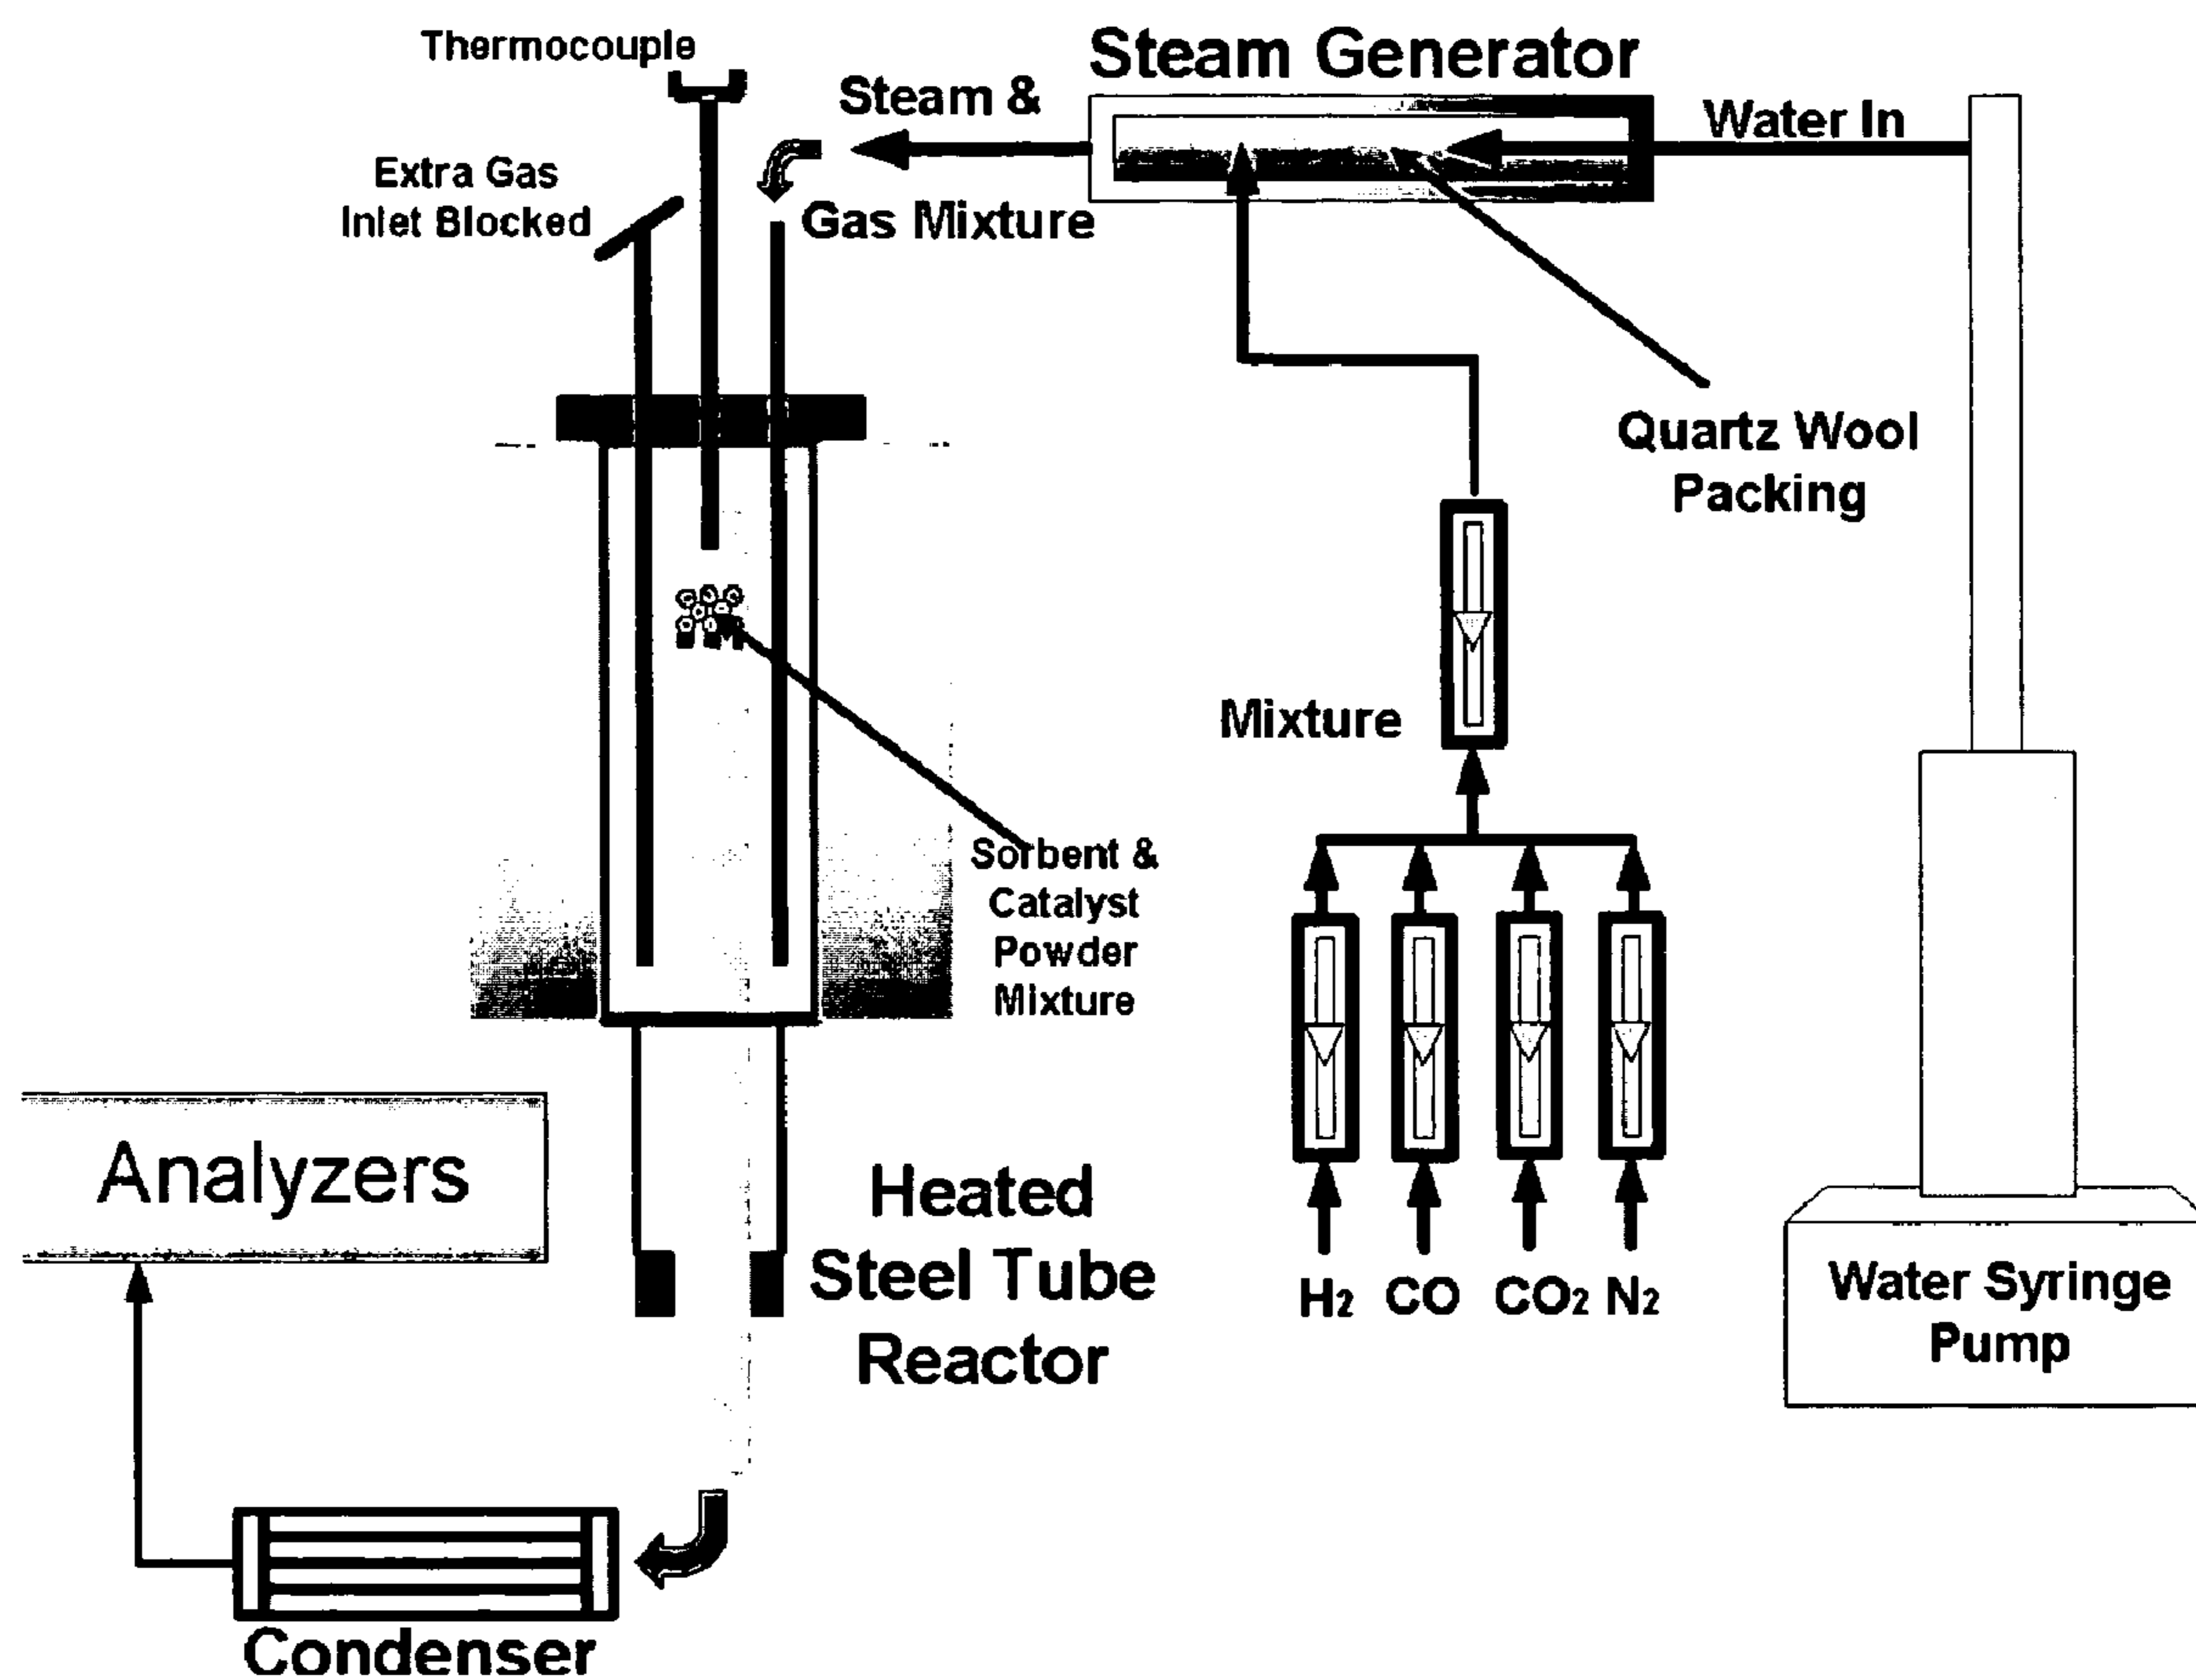 Thermocouple
Steam Generator
Steam &
Water In
Extra Gas
Inlet Blocked
Gas Mixture
Quartz Wool
Packing
Mixture
Sorbent &
Catalyst
Powder
Mixture
Analyzers
Heated
Steel Tube
Reactor
H2 CO CO2 N2
Water Syringe
Pump
Condenser